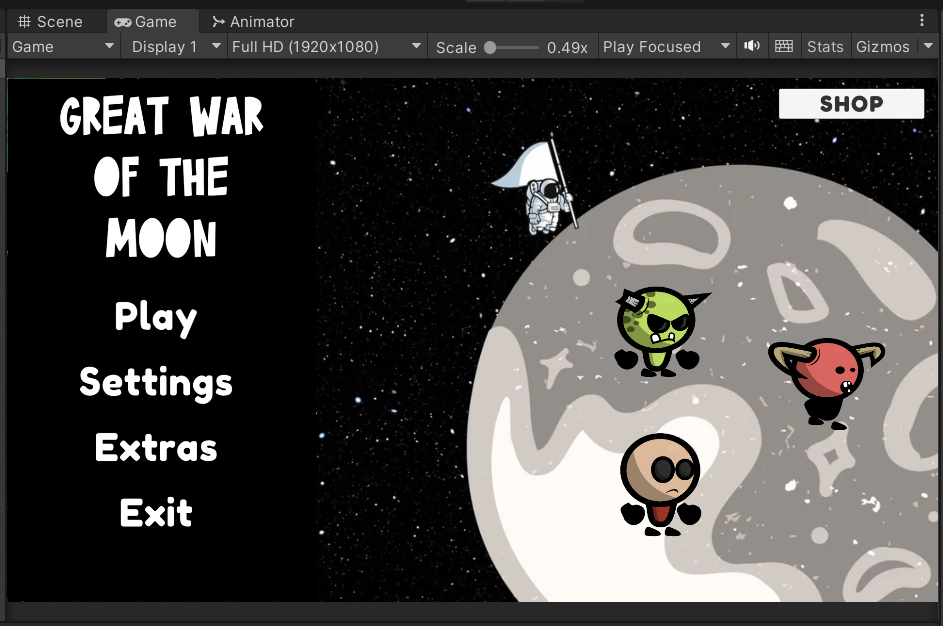 Scene Game Animator
Game Display 1 Full HD (1920x1080) Scale 0.49x Play Focused Stats Gizmos
GREAT WAR
OF THE
MOON
SHOP
Play
Settings
Extras
Exit